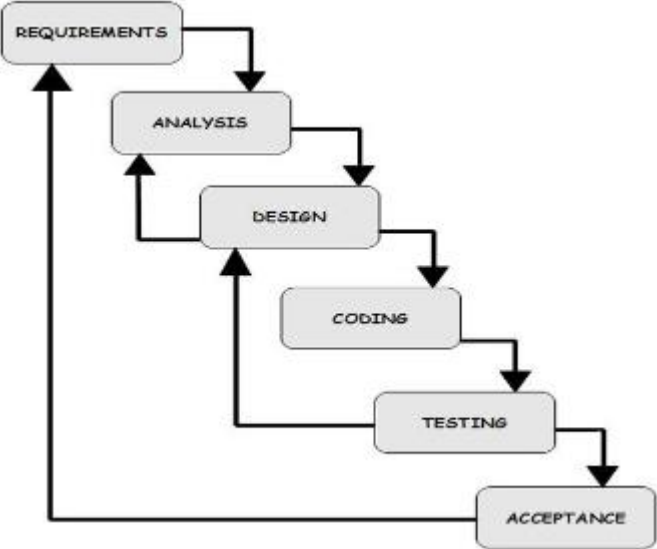 REQUIREMENTS
ANALYSIS
DESIGN
CODING
TESTING
ACCEPTANCE